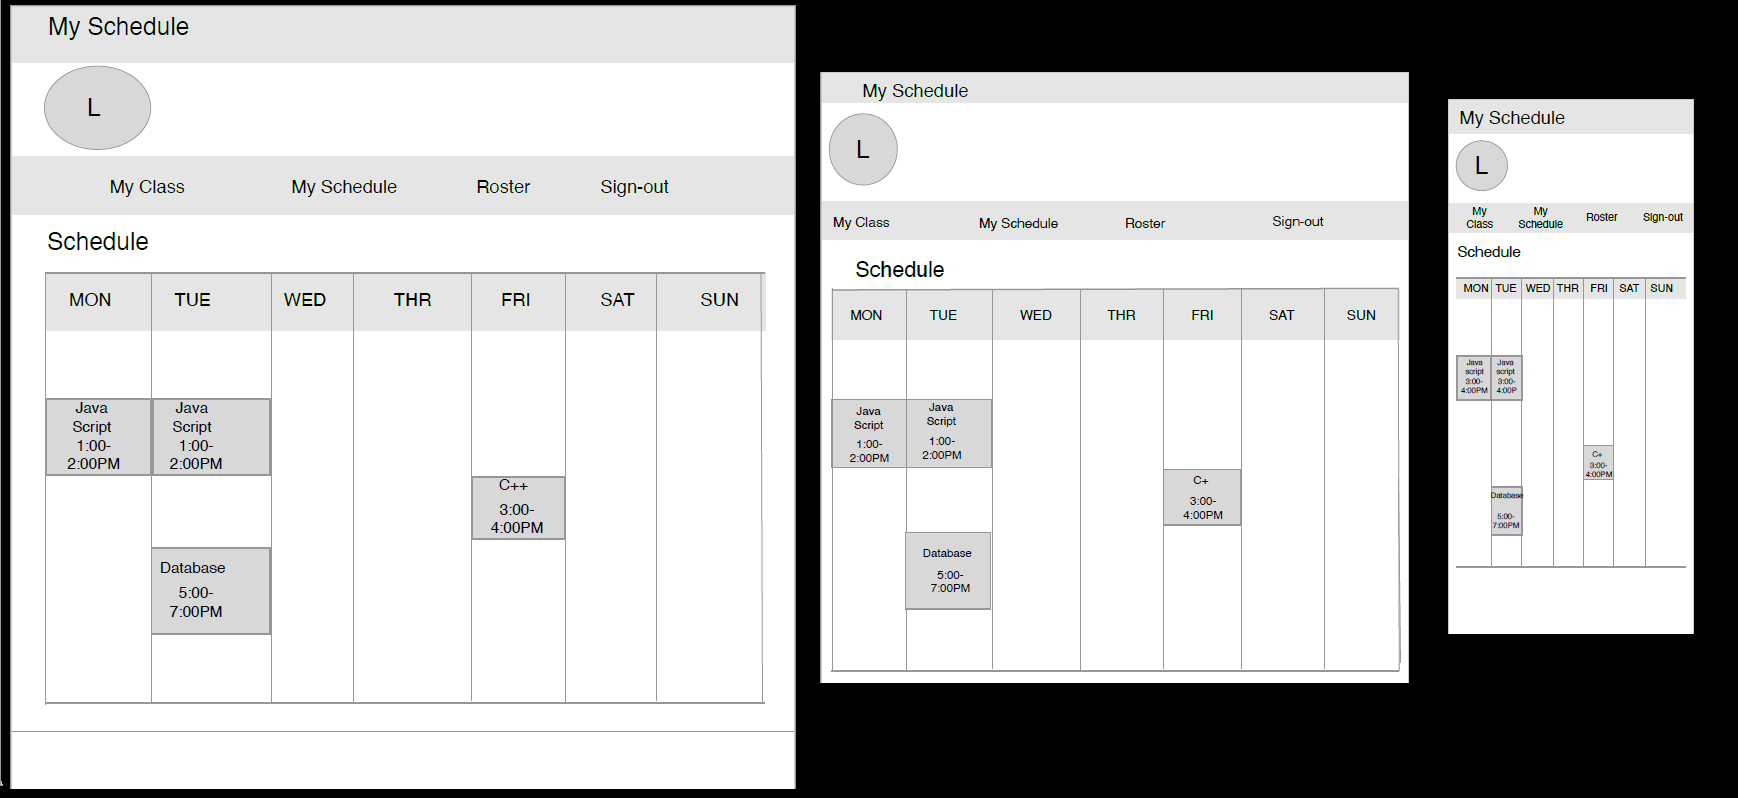 My Schedule
L
My Class My Schedule Roster Sign-out
Schedule
MON TUE WED THR FRI SAT SUN
Java
Script
1:00-
2:00PM
Java
Script
1:00-
2:00PM
C++
3:00-
4:00PM
Database
5:00-
7:00PM
My Schedule
L
My Class My Schedule Roster Sign-out
Schedule
MON TUE WED THR FRI SAT SUN
Java
Script
1:00-
2:00PM
Java
Script
1:00-
2:00PM
C+
3:00-
4:00PM
Database
5:00-
7:00PM
My Schedule
L
My
Class
My
Schedule
Roster
Sign-out
Schedule
MON TUE WED THR FRI SAT SUN
Java
script
3:00-
4:00PM
Java
script
3:00-
4:00P
C+
3:00-
4:00PM
Database
5:00-
7:00PM